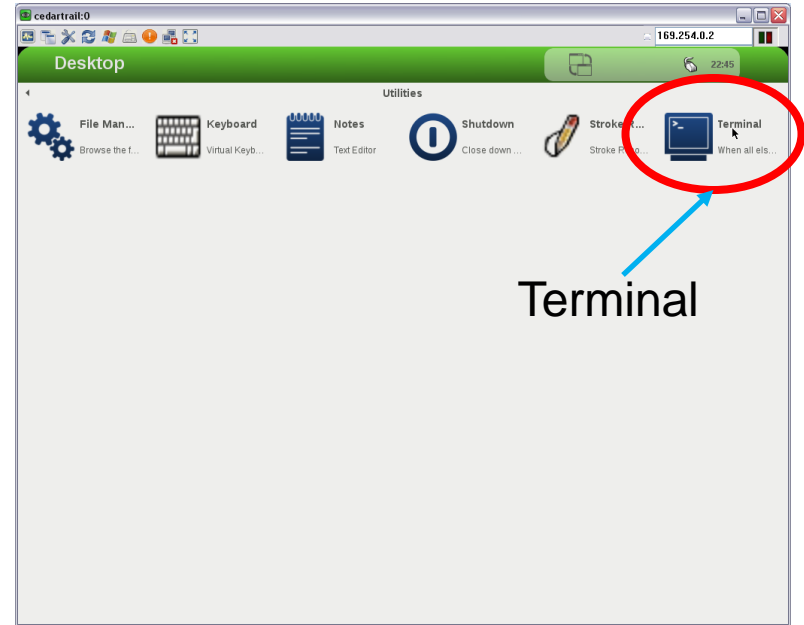 cedartrail:0
169.254.0.2
Desktop
22:45
Utilities
File Man...
Browse the f...
Keyboard
Virtual Keyb...
Notes
Text Editor
Shutdown
Close down ...
Stroke R...
Stroke R
Terminal
When all els...
Terminal